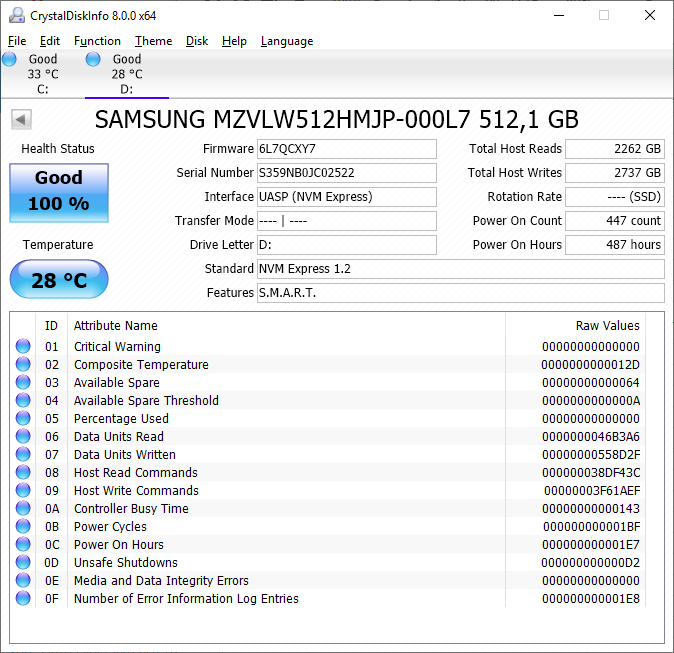 CrystalDiskInfo 8.0.0 x64
File Edit Function Theme Disk Help Language
Good Good
33 °C 28 °C
C: D:
SAMSUNG MZVLW512HMJP-000L7 512,1 GB
Health Status
Good
100 %
Temperature
28 °C
Firmware 6L7QCXY7
Serial Number S359NB0JC02522
Interface UASP (NVM Express)
Transfer Mode ---- | ----
Drive Letter D:
Standard NVM Express 1.2
Features S.M.A.R.T.
Total Host Reads 2262 GB
Total Host Writes 2737 GB
Rotation Rate ---- (SSD)
Power On Count 447 count
Power On Hours 487 hours
ID Attribute Name Raw Values
01 Critical Warning 00000000000000
02 Composite Temperature 0000000000012D
03 Available Spare 00000000000064
04 Available Spare Threshold 0000000000000A
05 Percentage Used 00000000000000
06 Data Units Read 0000000046B3A6
07 Data Units Written 00000000558D2F
08 Host Read Commands 000000038DF43C
09 Host Write Commands 00000003F61AEF
0A Controller Busy Time 00000000000143
0B Power Cycles 000000000001BF
0C Power On Hours 000000000001E7
0D Unsafe Shutdowns 000000000000D2
0E Media and Data Integrity Errors 00000000000000
0F Number of Error Information Log Entries 000000000001E8